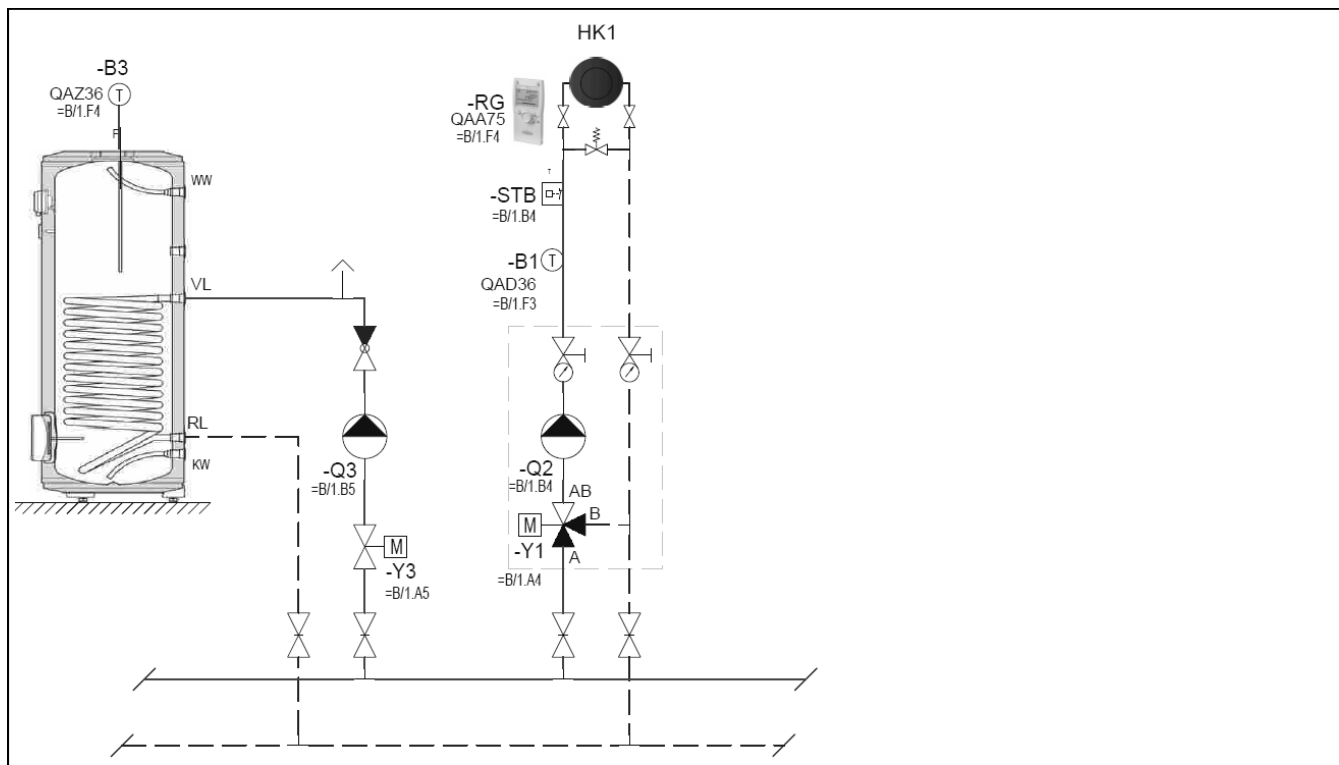 HK1
-B3
QAZ36
=B/1.F4
F
-RG
QAA75
=B/1.F4
T
WW
-STB
=B/1.B4
-B1
T
QAD36
=B/1.F3
VL
RL
KW
-Q3
=B/1.B5
-Q2
=B/1.B4
AB
B
M
-Y1
A
=B/1.A4
M
-Y3
=B/1.A5